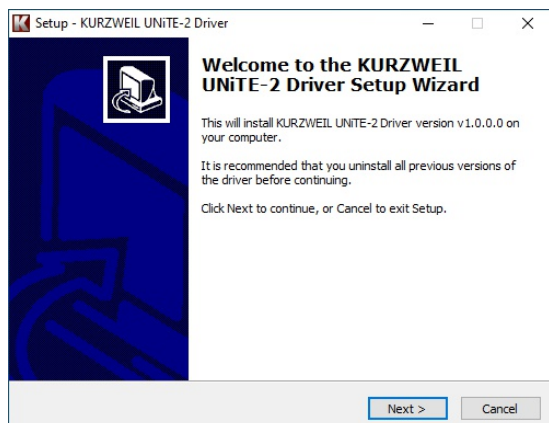 Setup - KURZWEIL UNiTE-2 Driver
Welcome to the KURZWEIL
UNiTE-2 Driver Setup Wizard
This will install KURZWEIL UNiTE-2 Driver version v1.0.0.0 on
your computer.
It is recommended that you uninstall all previous versions of
the driver before continuing.
Click Next to continue, or Cancel to exit Setup.
Next >
Cancel